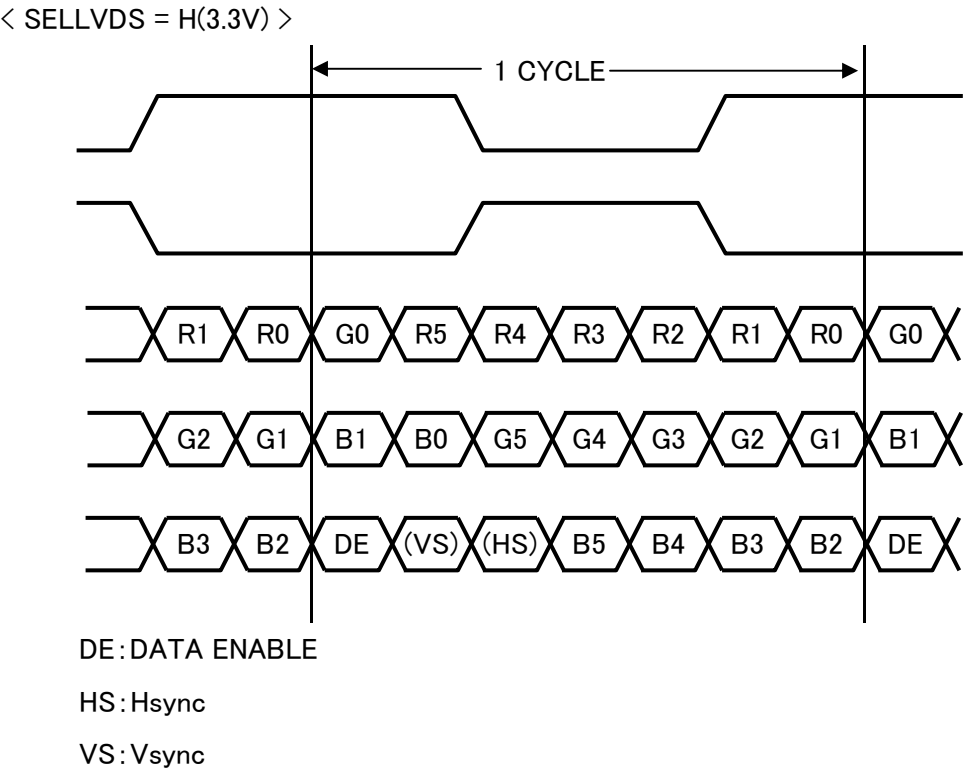 < SELLVDS = H(3.3V) >
1 CYCLE
R1 R0 G0 R5 R4 R3 R2 R1 R0 G0
G2 G1 B1 B0 G5 G4 G3 G2 G1 B1
B3 B2 DE (VS) (HS) B5 B4 B3 B2 DE
DE:DATA ENABLE
HS:Hsync
VS:Vsync